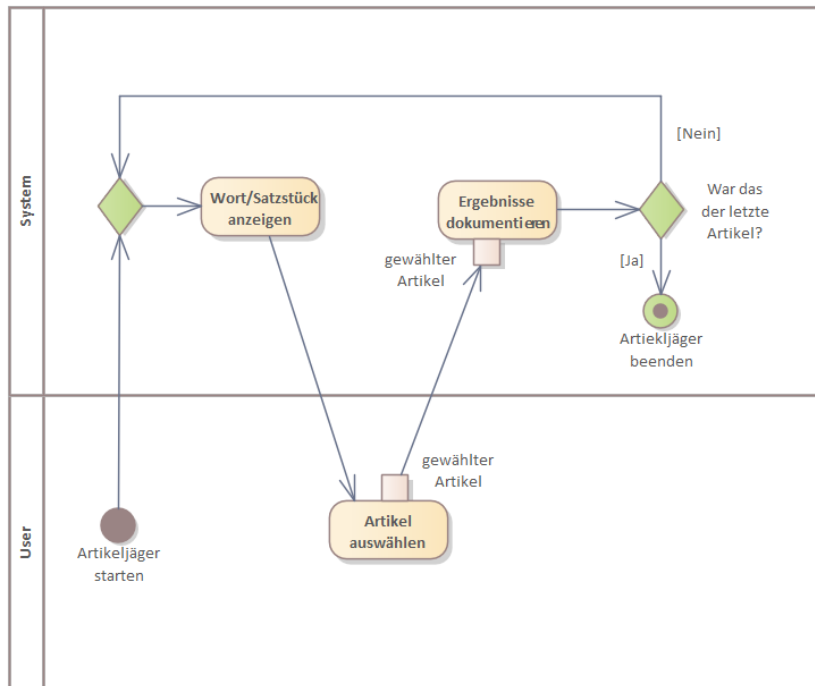 System
[Nein]
Wort/Satzstück
anzeigen
Ergebnisse
dokumentieren
War das
der letzte
Artikel?
gewählter
Artikel
[Ja]
Artiekljäger
beenden
User
gewählter
Artikel
Artikel
auswählen
Artikeljäger
starten